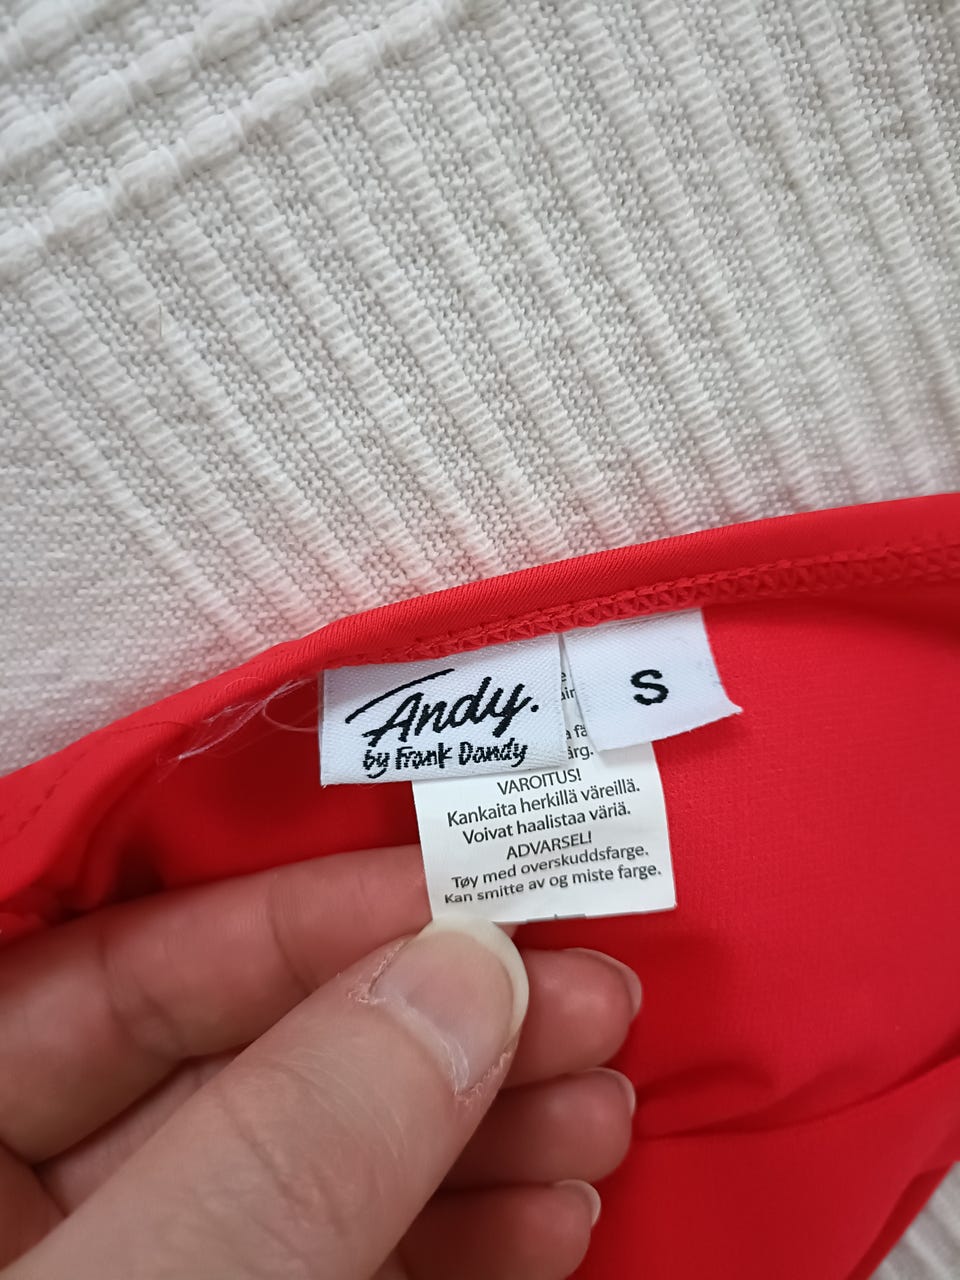 Andy.
by Frank Dandy
S
ärg.
VAROITUS!
Kankaita herkillä väreillä.
Voivat haalistaa väriä.
ADVARSEL!
Tøy med overskuddsfarge.
Kan smitte av og miste farge.